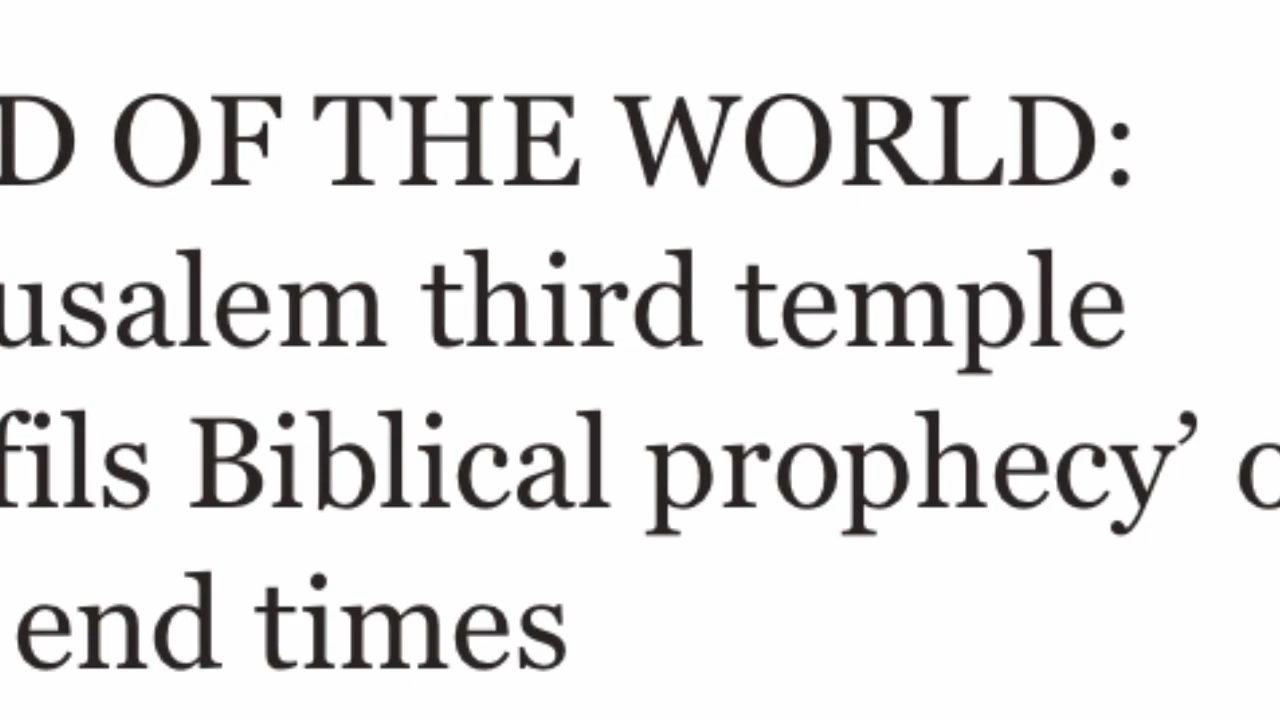 D OF THE WORLD:
usalem third temple
fils Biblical prophecy’ o
end times